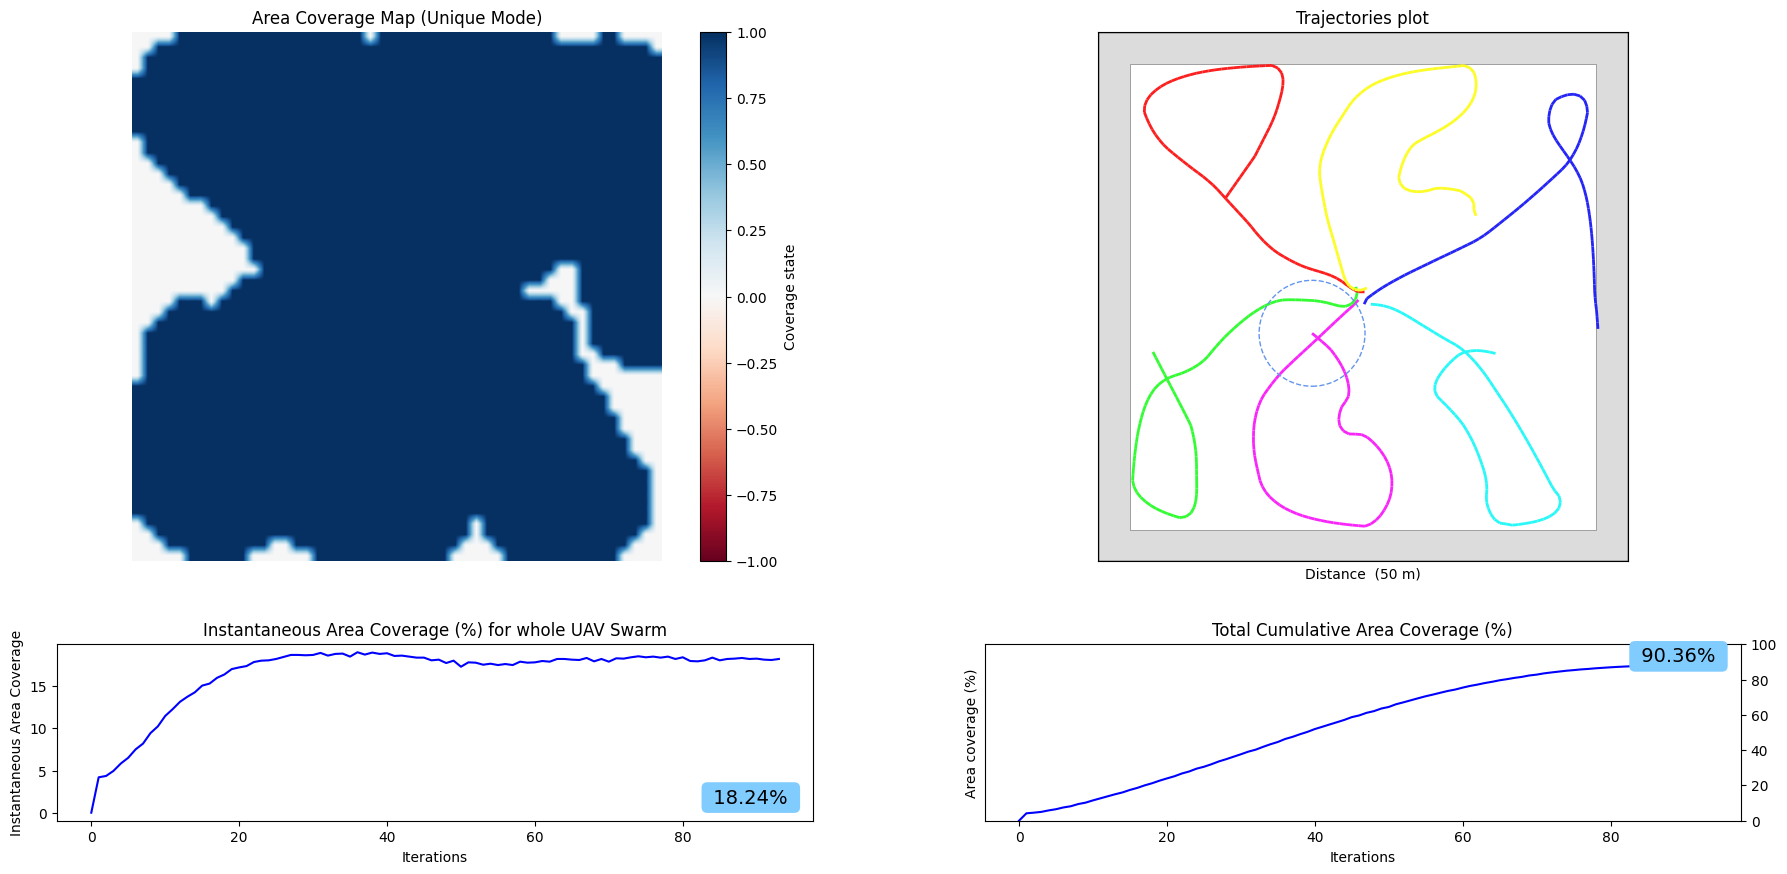 Area Coverage Map (Unique Mode)
1.00
0.75
0.50
0.25
0.00
−0.25
−0.50
−0.75
−1.00
Coverage state
Trajectories plot
Distance  (50 m)
Instantaneous Area Coverage (%) for whole UAV Swarm
Instantaneous Area Coverage
15
10
5
0
18.24%
0 20 40 60 80
Iterations
Total Cumulative Area Coverage (%)
Area coverage (%)
90.36%
100
80
60
40
20
0
0 20 40 60 80
Iterations